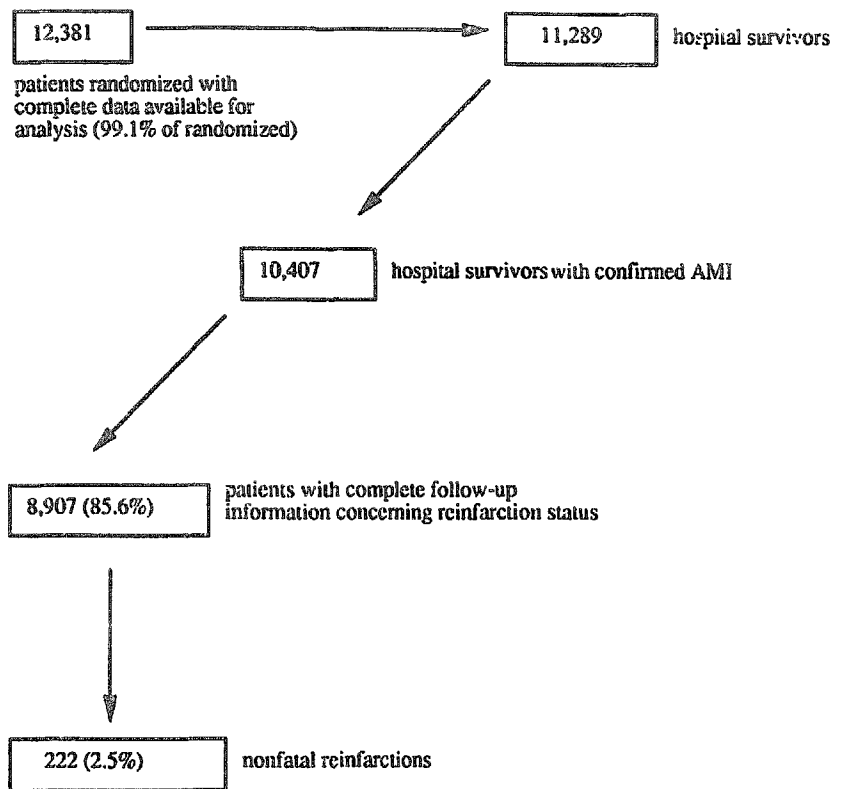 12,381
11,289
hospital survivors
patients randomized with
complete data available for
analysis (99.1% of randomized)
10,407
hospital survivors with confirmed AMI
8,907 (85.6%)
patients with complete follow-up
information concerning reinfarction status
222 (2.5%)
nonfatal reinfarctions